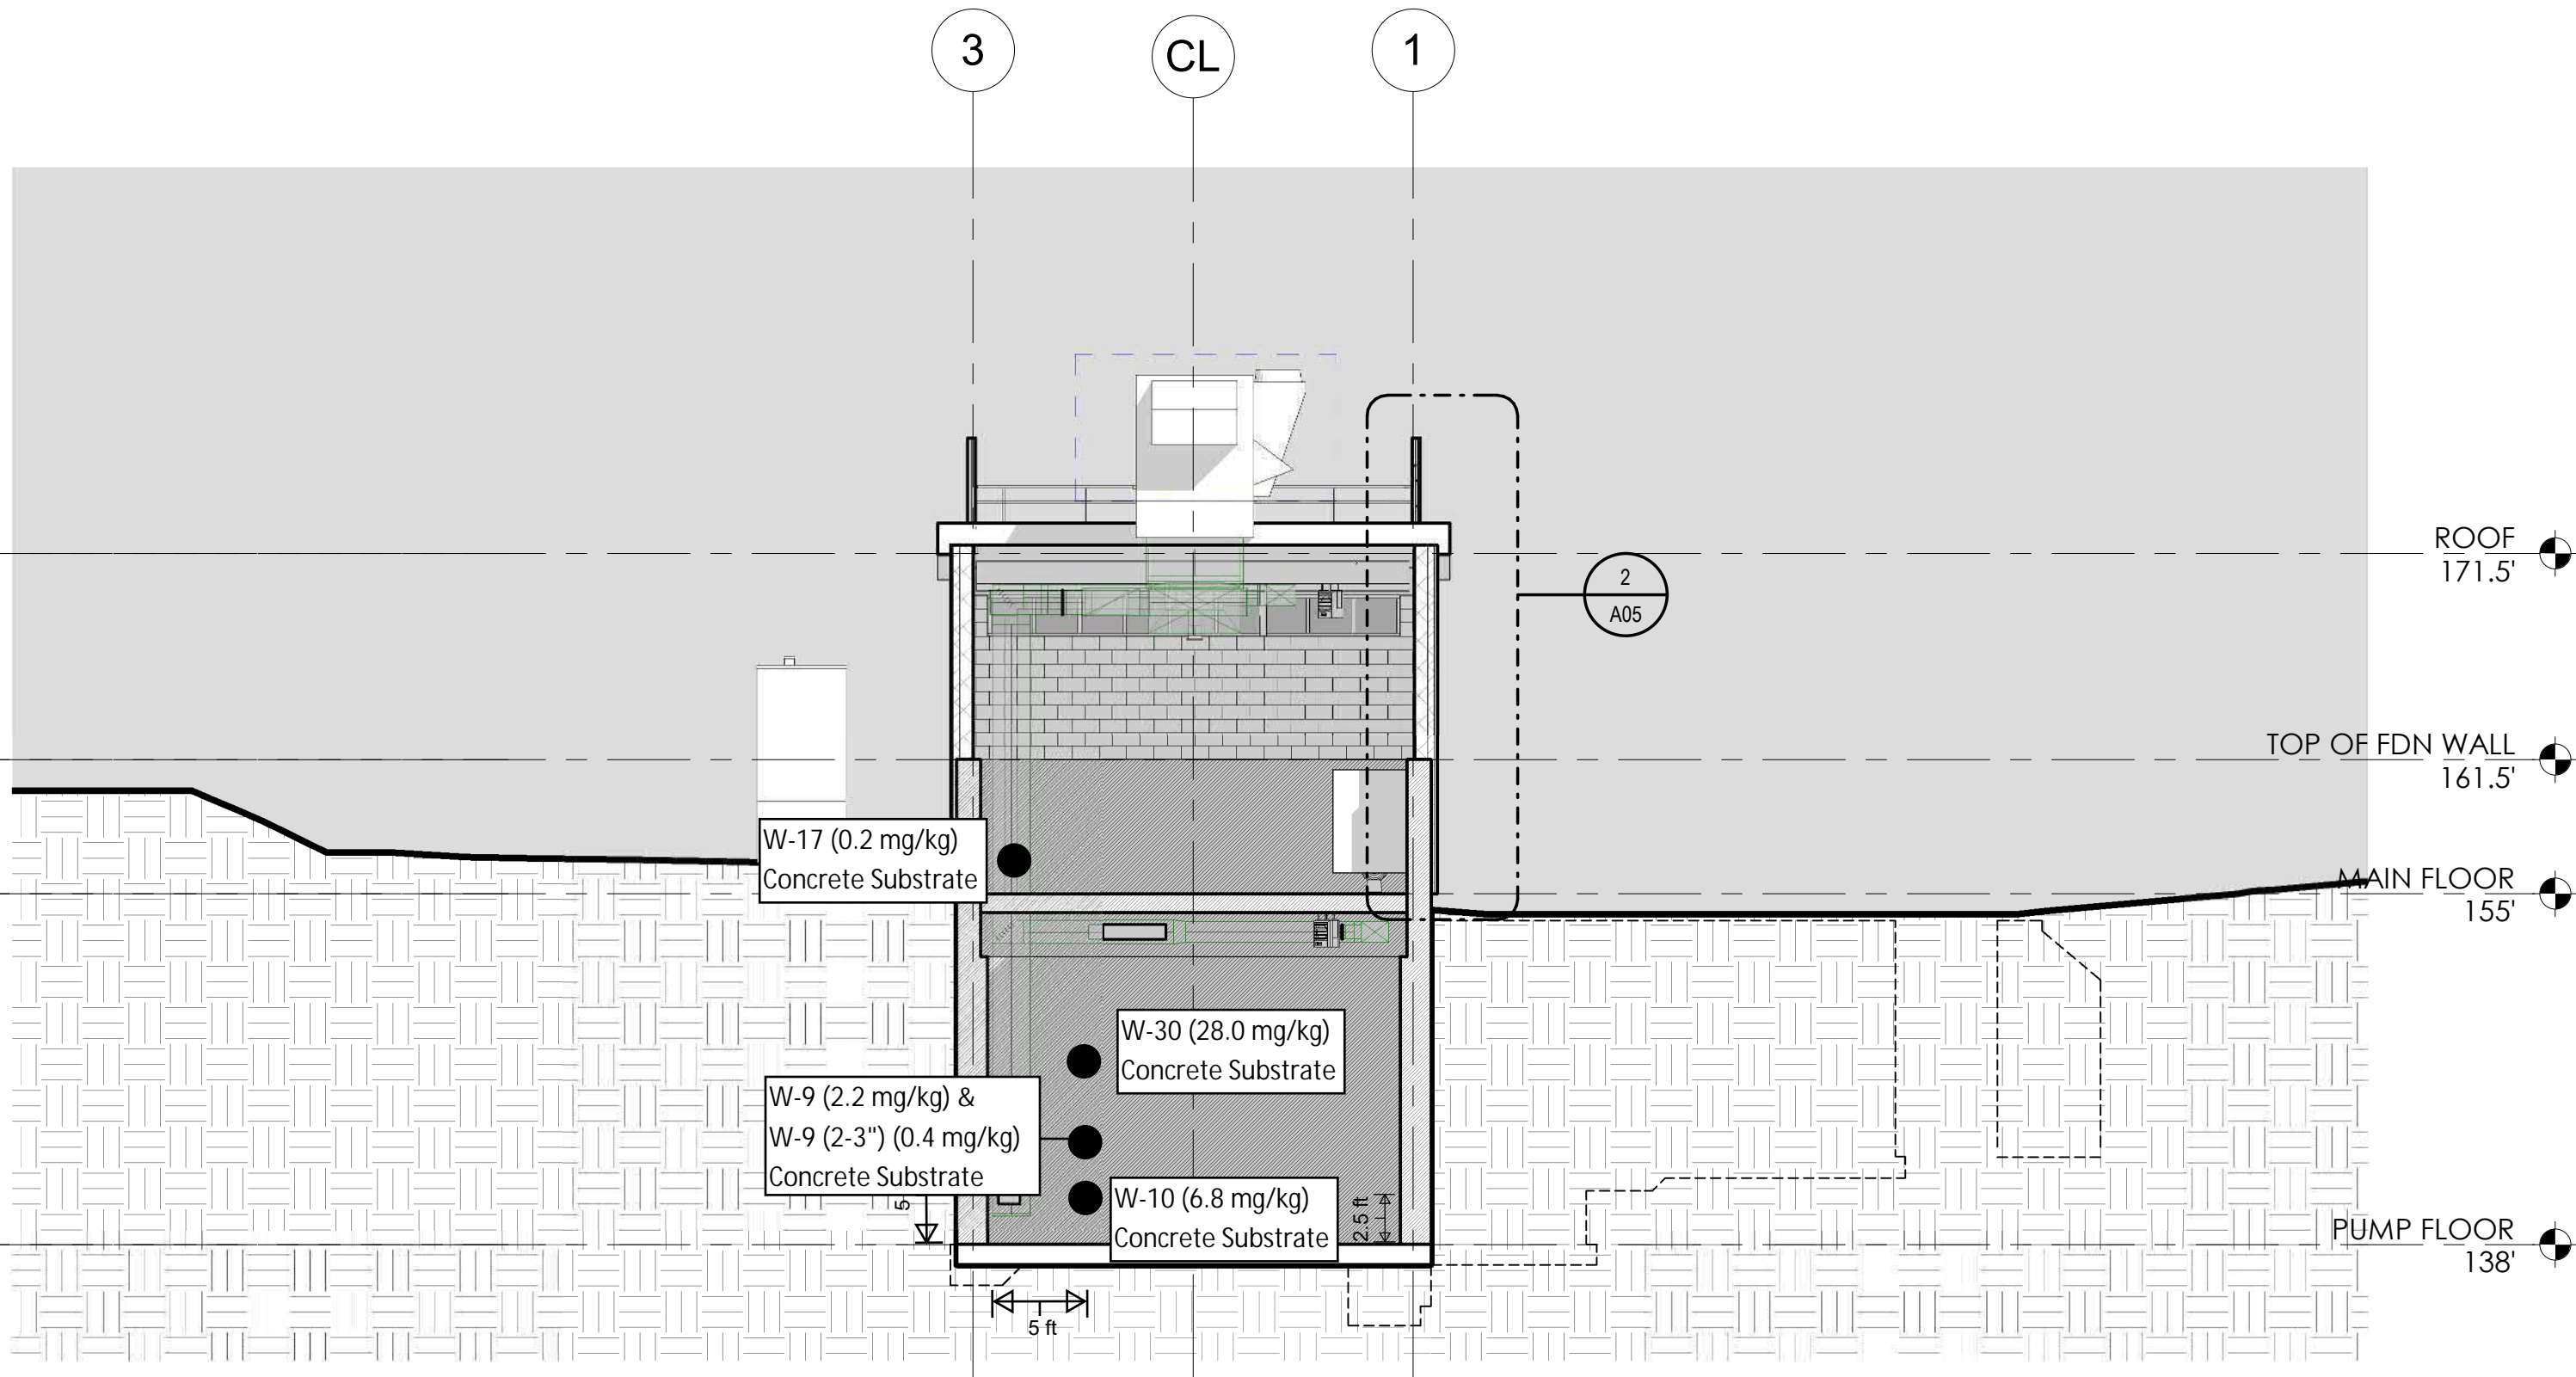 3
CL
1
ROOF
171.5'
2
A05
TOP OF FDN WALL
161.5'
W-17 (0.2 mg/kg)
Concrete Substrate
MAIN FLOOR
155'
W-30 (28.0 mg/kg)
Concrete Substrate
W-9 (2.2 mg/kg) &
W-9 (2-3") (0.4 mg/kg)
Concrete Substrate
5
W-10 (6.8 mg/kg)
Concrete Substrate
2.5 ft
PUMP FLOOR
138'
5 ft